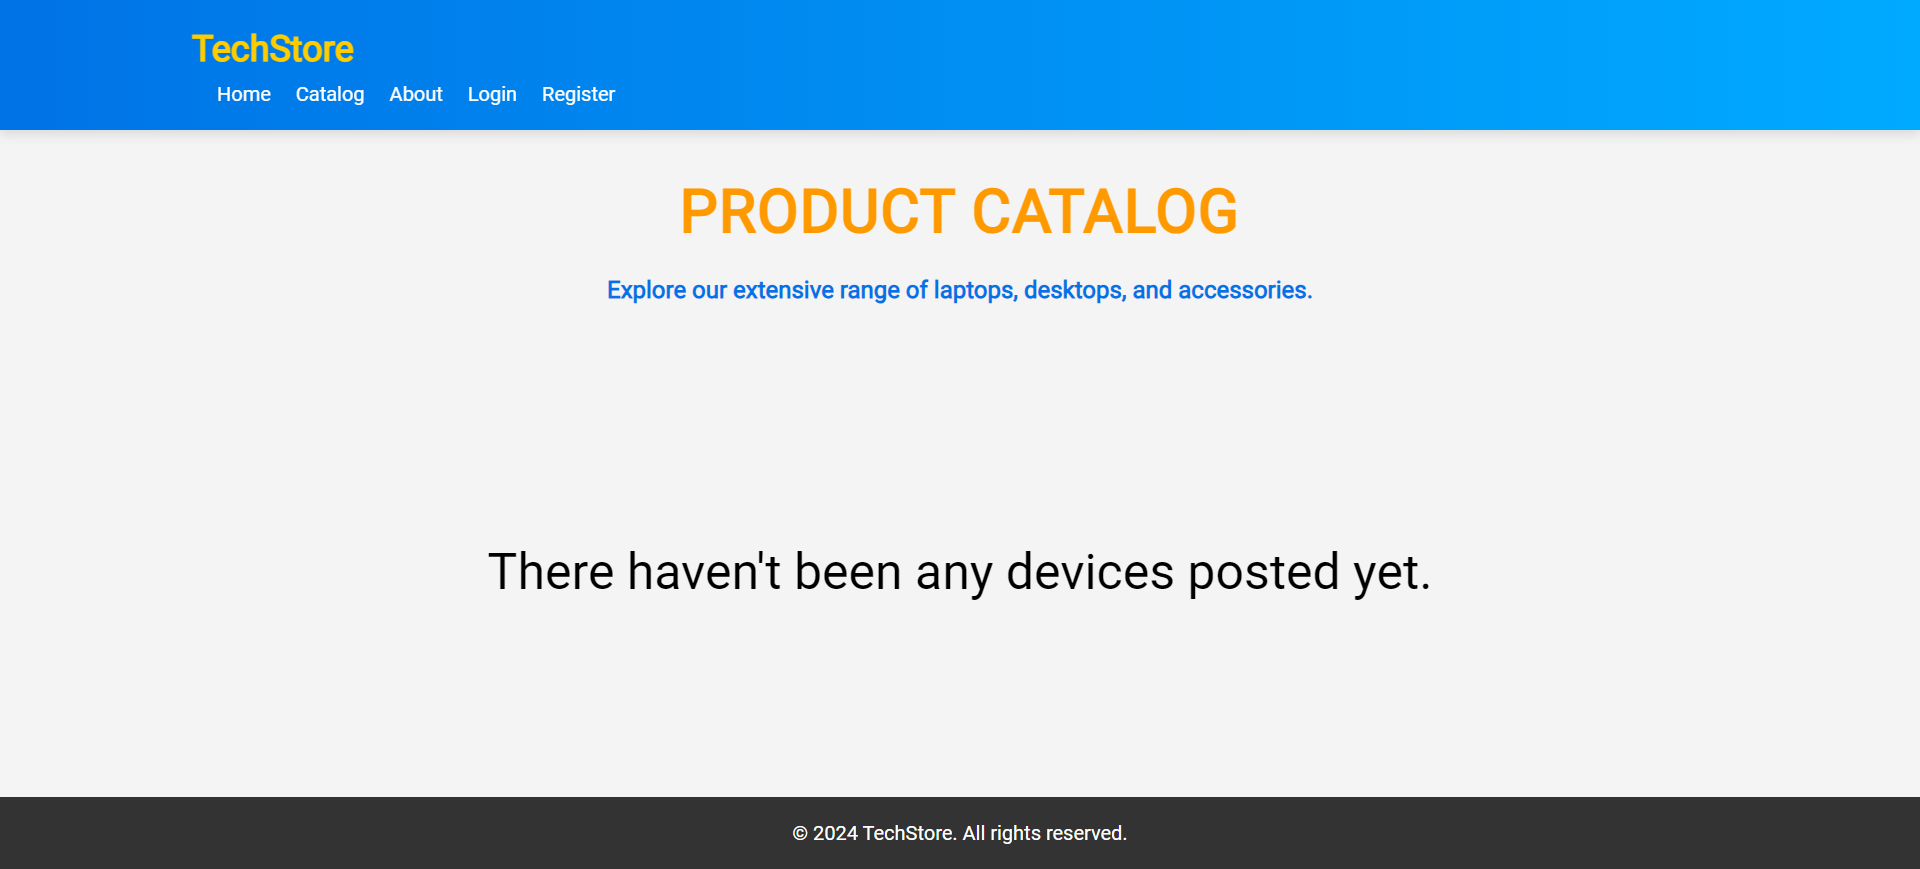 TechStore
Home Catalog About Login Register
PRODUCT CATALOG
Explore our extensive range of laptops, desktops, and accessories.
There haven't been any devices posted yet.
© 2024 TechStore. All rights reserved.